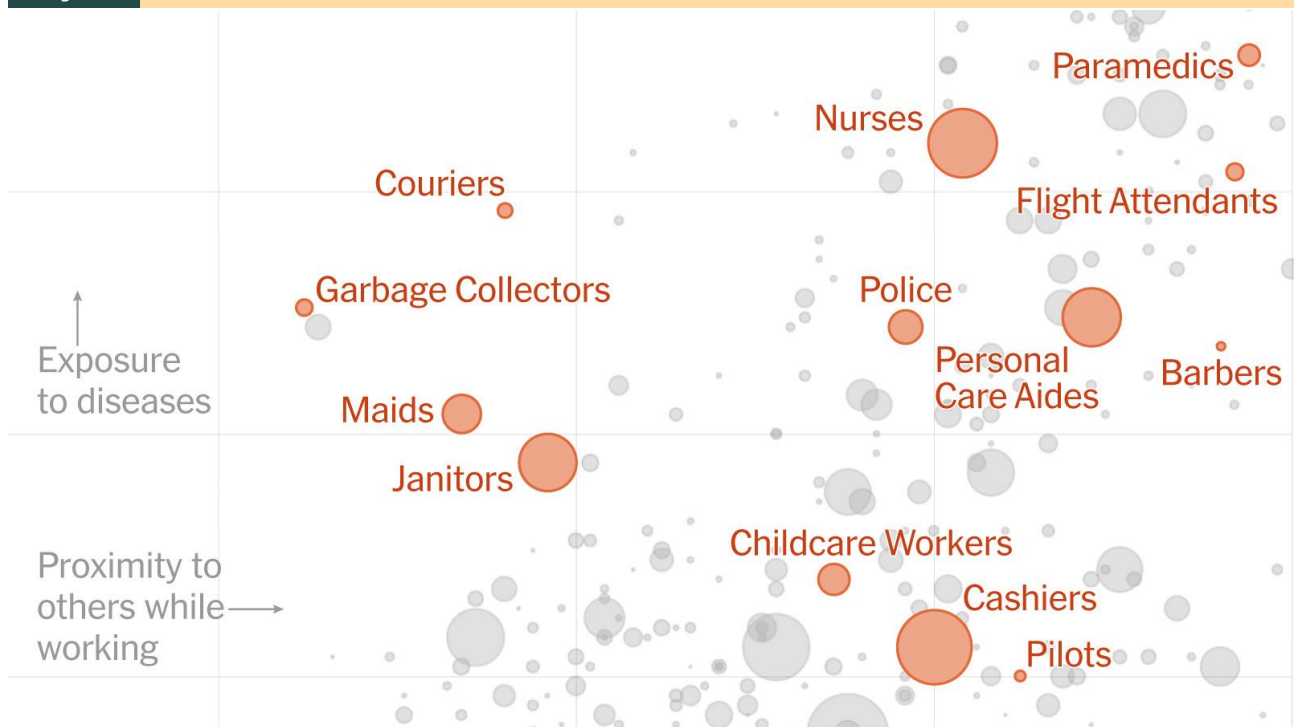 Paramedics
Nurses
Couriers
Flight Attendants
Garbage Collectors
Police
Exposure
to diseases
Personal
Care Aides
Barbers
Maids
Janitors
Childcare Workers
Proximity to
others while
working
Cashiers
Pilots